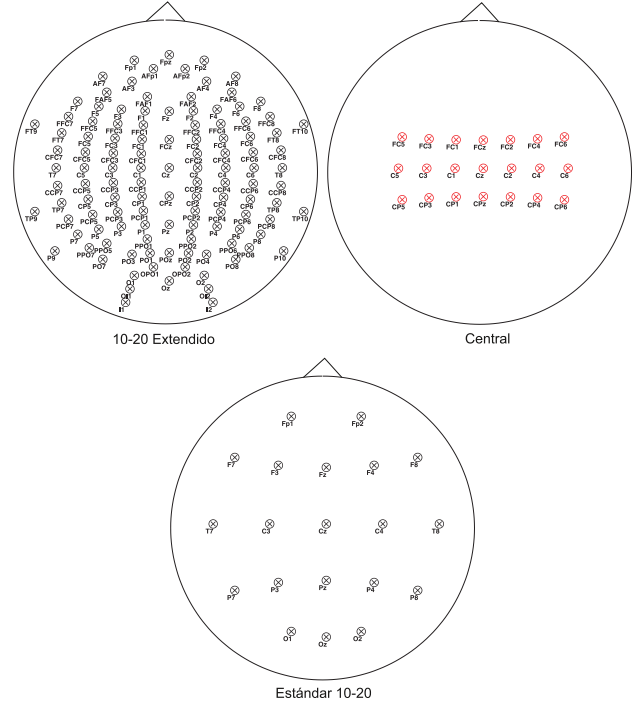 Fpz
Fp1 Fp2
AFp1 AFp2
AF7 AF3 AF4 AF8
FAF5 FAF1 FAF2 FAF6
F7 F5 F3 F1 Fz F2 F4 F6 F8
FT9 FFC7 FFC5 FFC3 FFC1 FFC2 FFC4 FFC6 FFC8 FT10
FT7 FC5 FC3 FC1 FCz FC2 FC4 FC6 FT8
CFC7 CFC5 CFC3 CFC1 CFC2 CFC4 CFC6 CFC8
T7 C5 C3 C1 Cz C2 C4 C6 T8
CCP7 CCP5 CCP3 CCP1 CCP2 CCP4 CCP6 CCP8
TP9 TP7 CP5 CP3 CP1 CPz CP2 CP4 CP6 TP8 TP10
PCP7 PCP5 PCP3 PCP1 PCP2 PCP4 PCP6 PCP8
P9 P7 P5 P3 P1 Pz P2 P4 P6 P8 P10
PPO7 PPO5 PPO1 PPO2 PPO6 PPO8
PO7 PO3 PO1 POz PO2 PO4 PO8
OPO1 OPO2
O1 Oz O2
OI1 OI2
I1 I2
10-20 Extendido
FC5 FC3 FC1 FCz FC2 FC4 FC6
C5 C3 C1 Cz C2 C4 C6
CP5 CP3 CP1 CPz CP2 CP4 CP6
Central
Fp1 Fp2
F7 F3 Fz F4 F8
T7 C3 Cz C4 T8
P7 P3 Pz P4 P8
O1 Oz O2
Estándar 10-20